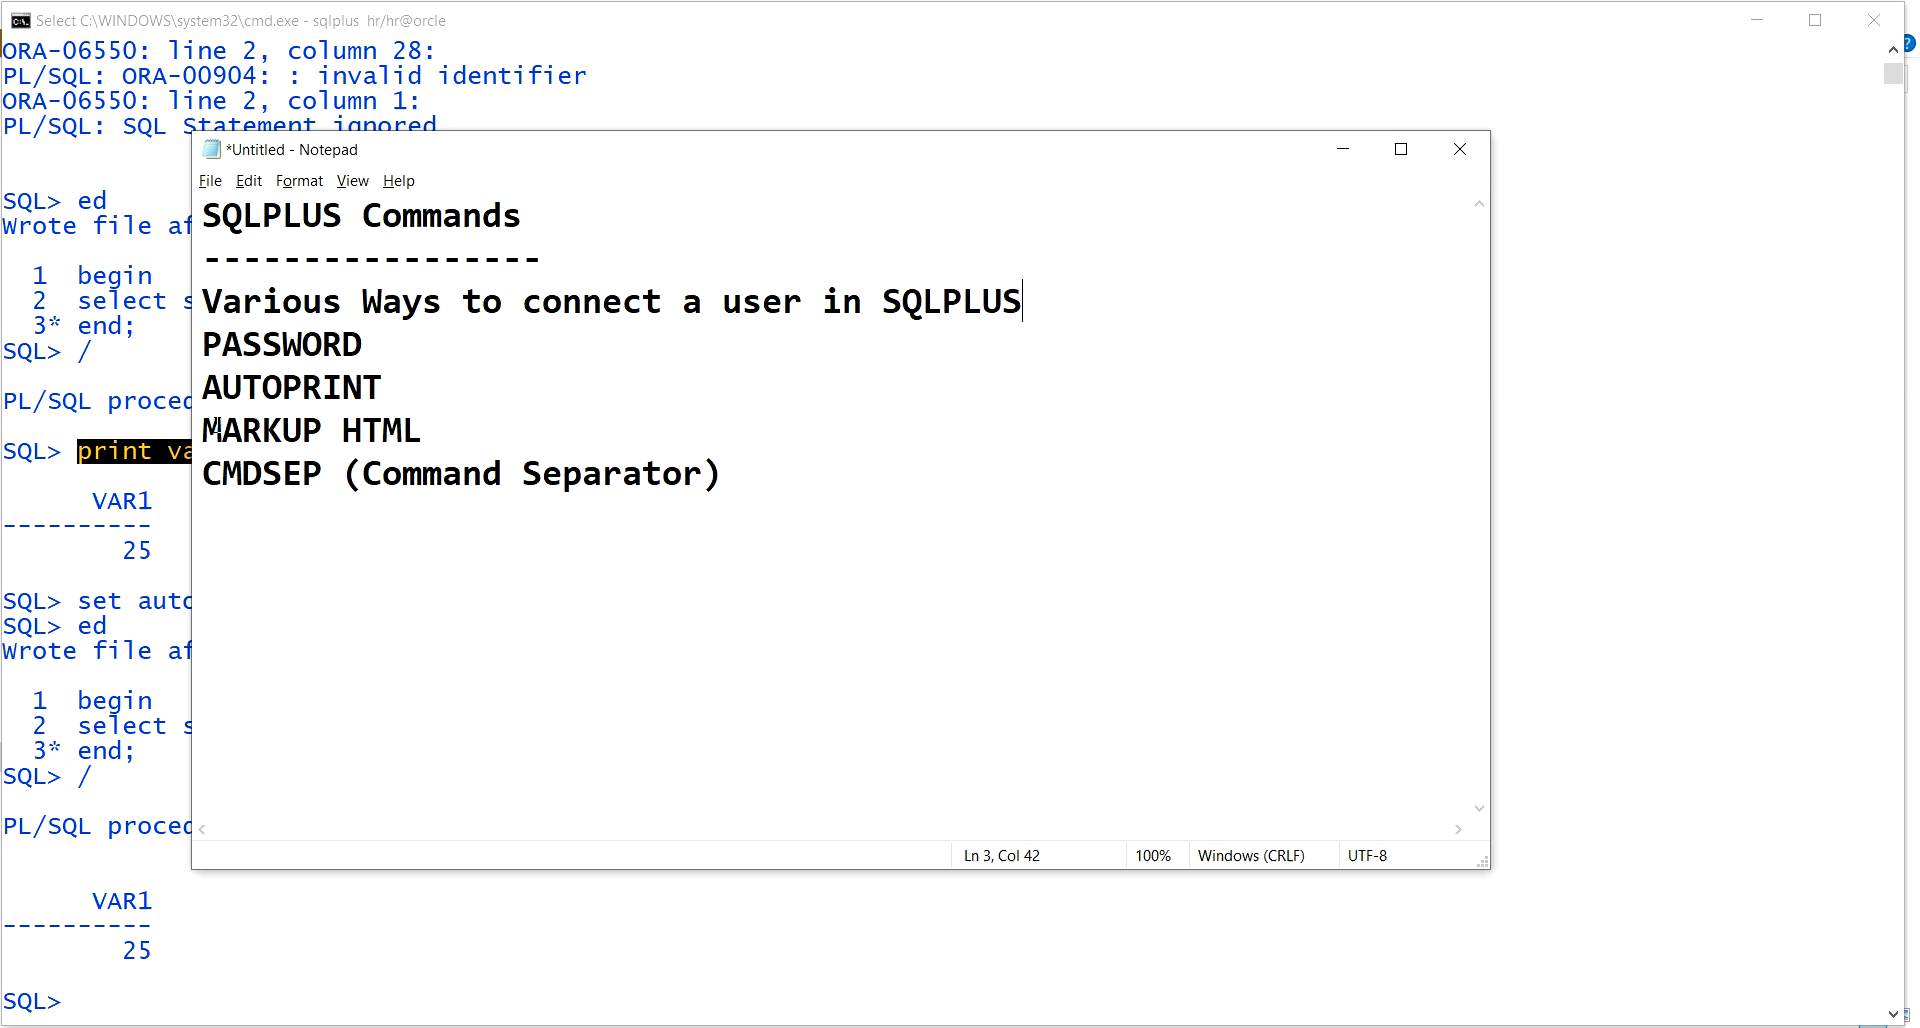 Select C:\WINDOWS\system32\cmd.exe - sqlplus hr/hr@orcle
ORA-06550: line 2, column 28:
PL/SQL: ORA-00904: : invalid identifier
ORA-06550: line 2, column 1:
PL/SQL: SQL Statement ignored
SQL> ed
Wrote file af
1 begin
2 select s
3* end;
SQL> /
PL/SQL proced
SQL> print va
VAR1
----------
25
SQL> set auto
SQL> ed
Wrote file af
1 begin
2 select s
3* end;
SQL> /
PL/SQL proced
VAR1
----------
25
SQL>
*Untitled - Notepad
File Edit Format View Help
SQLPLUS Commands
-----------------
Various Ways to connect a user in SQLPLUS
PASSWORD
AUTOPRINT
MARKUP HTML
CMDSEP (Command Separator)
Ln 3, Col 42 100% Windows (CRLF) UTF-8